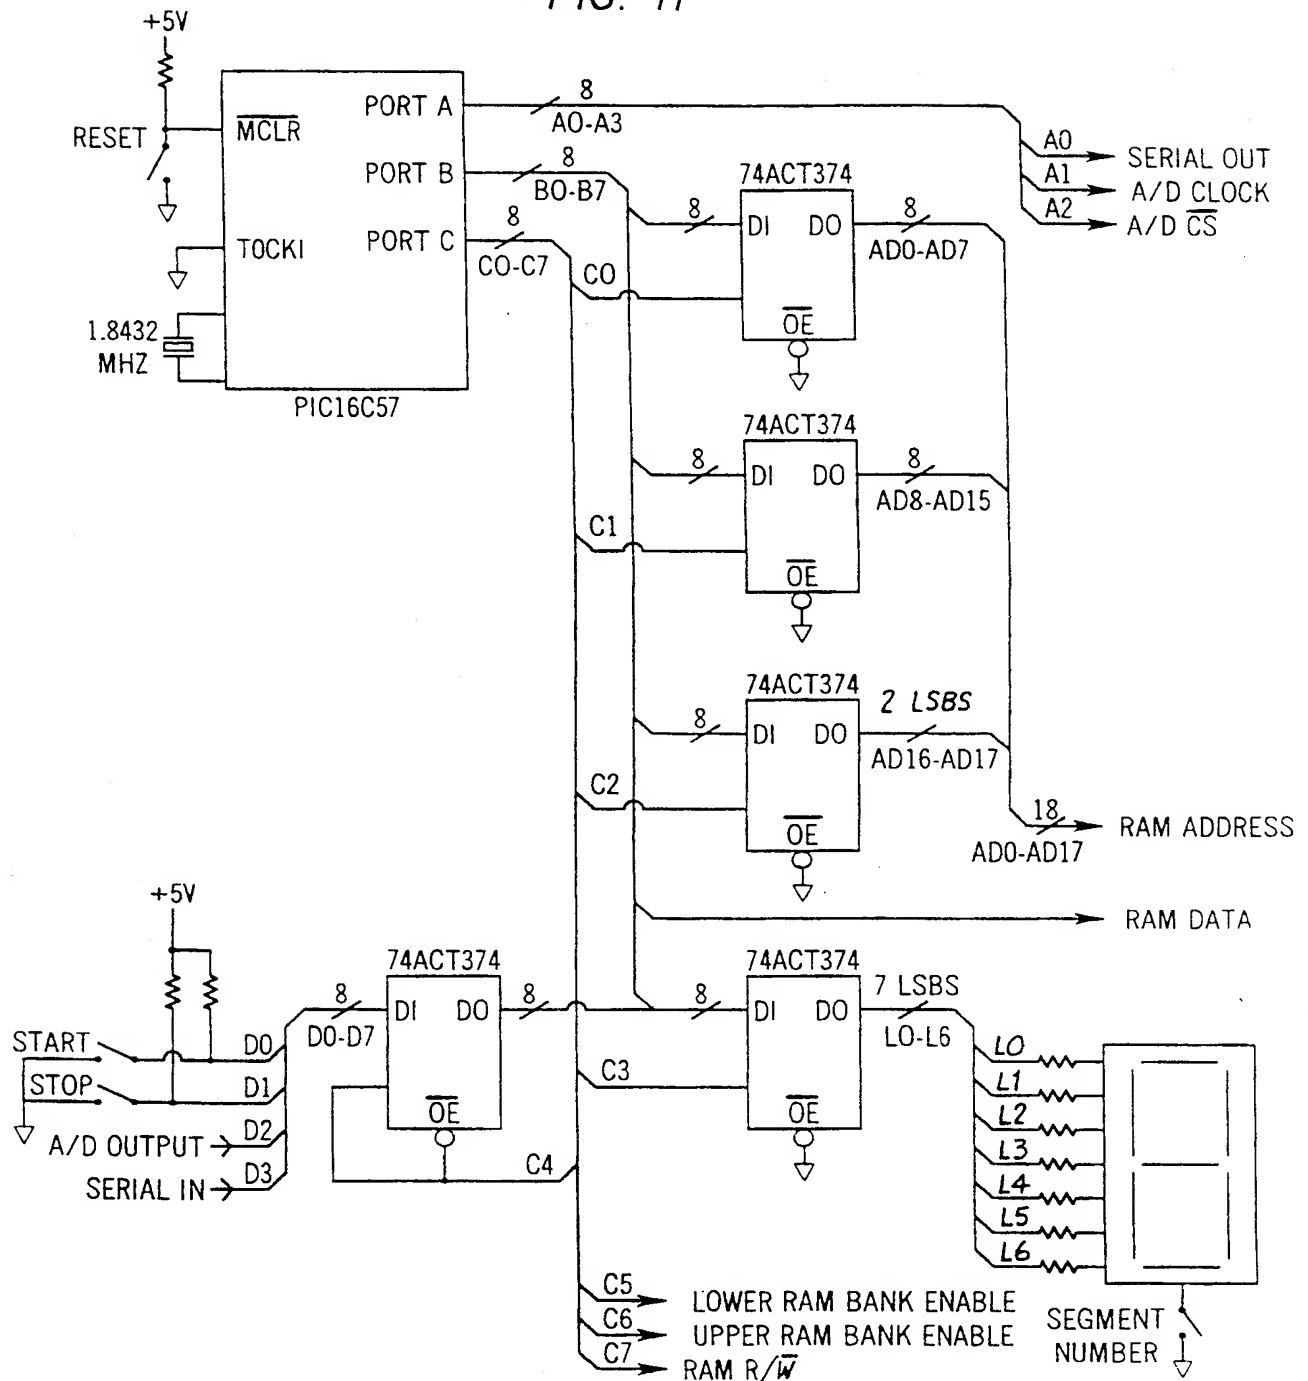 FIG. 11
+5V
RESET
MCLR
PORT A
8
A0-A3
PORT B
8
B0-B7
TOCKI
PORT C
8
C0-C7
1.8432
MHZ
PIC16C57
A0
SERIAL OUT
A1
A/D CLOCK
A2
A/D CS
74ACT374
8
DI
DO
8
AD0-AD7
C0
OE
74ACT374
8
DI
DO
8
AD8-AD15
C1
OE
74ACT374
8
DI
DO
2 LSBS
AD16-AD17
C2
OE
18
AD0-AD17
RAM ADDRESS
RAM DATA
+5V
START
D0
STOP
D1
A/D OUTPUT
D2
SERIAL IN
D3
8
D0-D7
74ACT374
DI
DO
8
OE
C4
C3
74ACT374
8
DI
DO
7 LSBS
L0-L6
OE
L0
L1
L2
L3
L4
L5
L6
SEGMENT
NUMBER
C5
LOWER RAM BANK ENABLE
C6
UPPER RAM BANK ENABLE
C7
RAM R/W